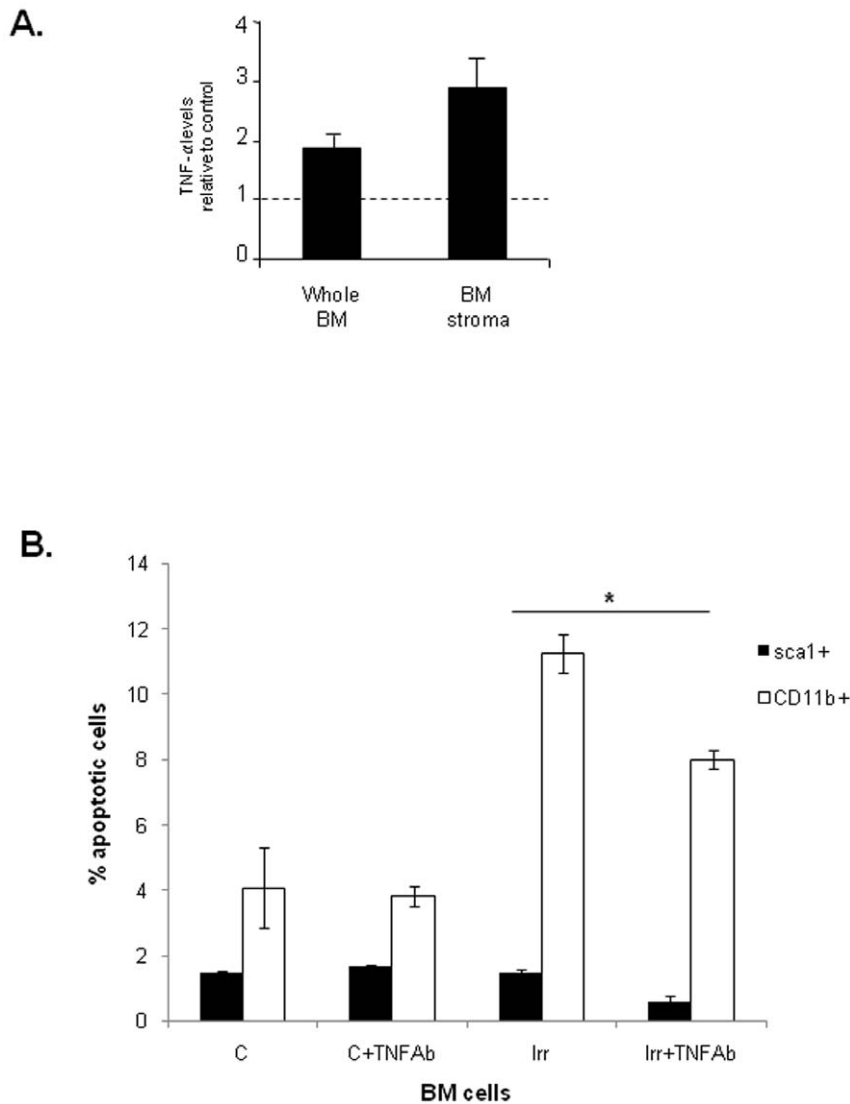 A.
TNF-α levels
relative to control
4
3
2
1
0
Whole
BM
BM
stroma
B.
% apoptotic cells
14
12
10
8
6
4
2
0
*
sca1+
CD11b+
C
C+TNFAb
Irr
Irr+TNFAb
BM cells